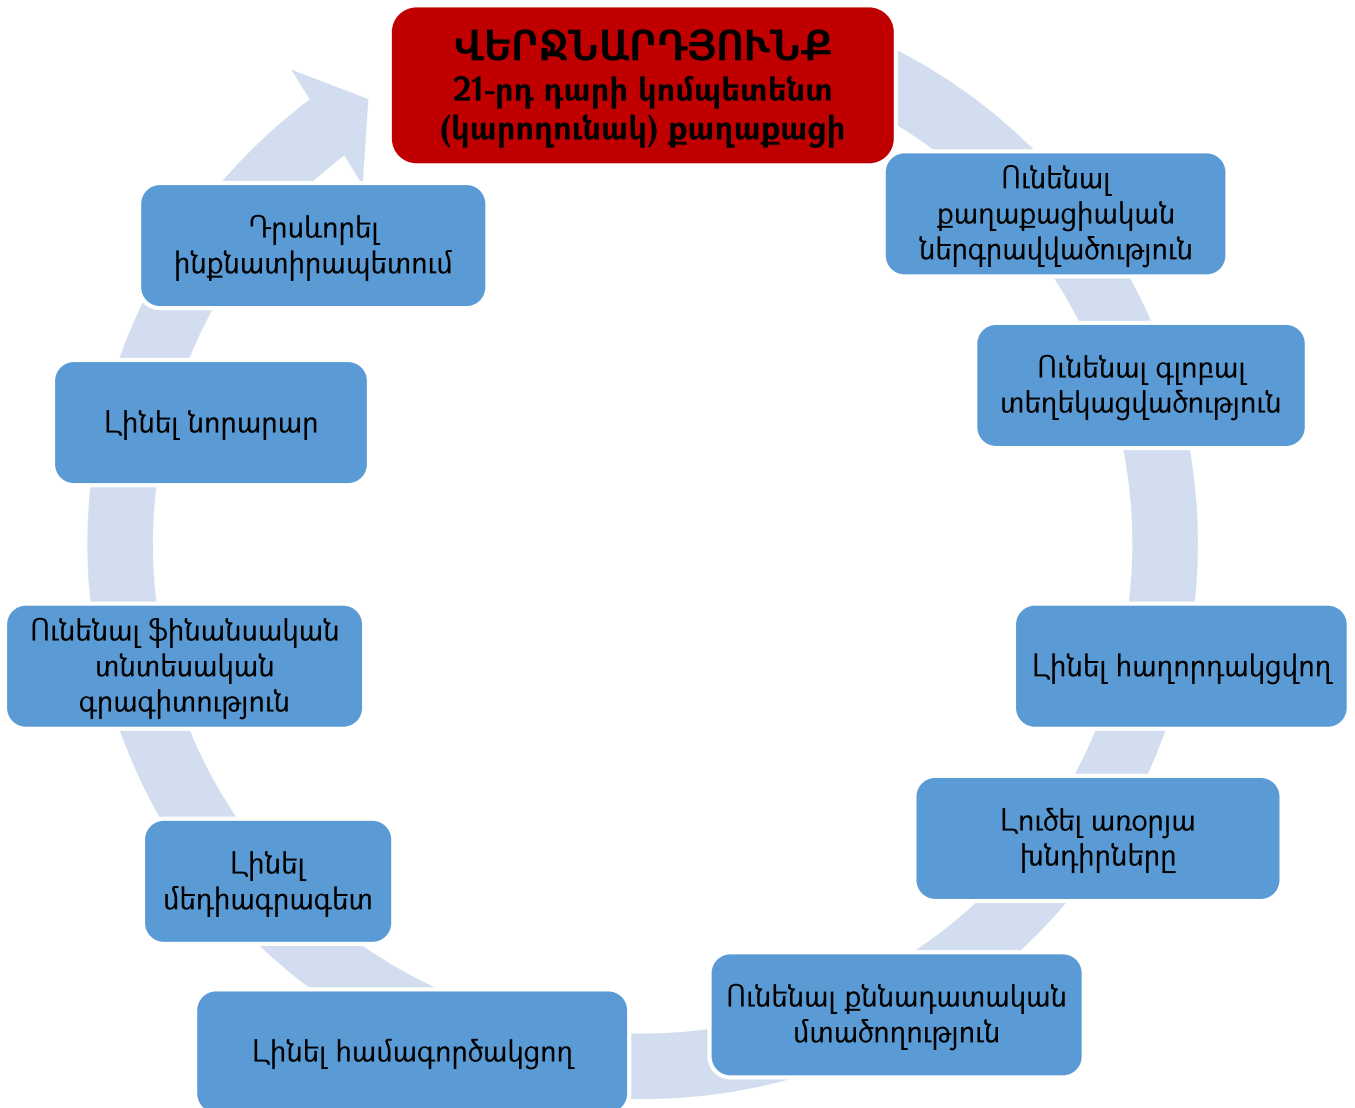 ՎԵՐՋՆԱՐԴՅՈՒՆՔ
21-րդ դարի կոմպետենտ
(կարողունակ) քաղաքացի
Ունենալ
քաղաքացիական
ներգրավվածություն
Ունենալ գլոբալ
տեղեկացվածություն
Լինել հաղորդակցվող
Լուծել առօրյա
խնդիրները
Ունենալ քննադատական
մտածողություն
Լինել համագործակցող
Լինել
մեդիագրագետ
Ունենալ ֆինանսական
տնտեսական
գրագիտություն
Լինել նորարար
Դրսևորել
ինքնատիրապետում